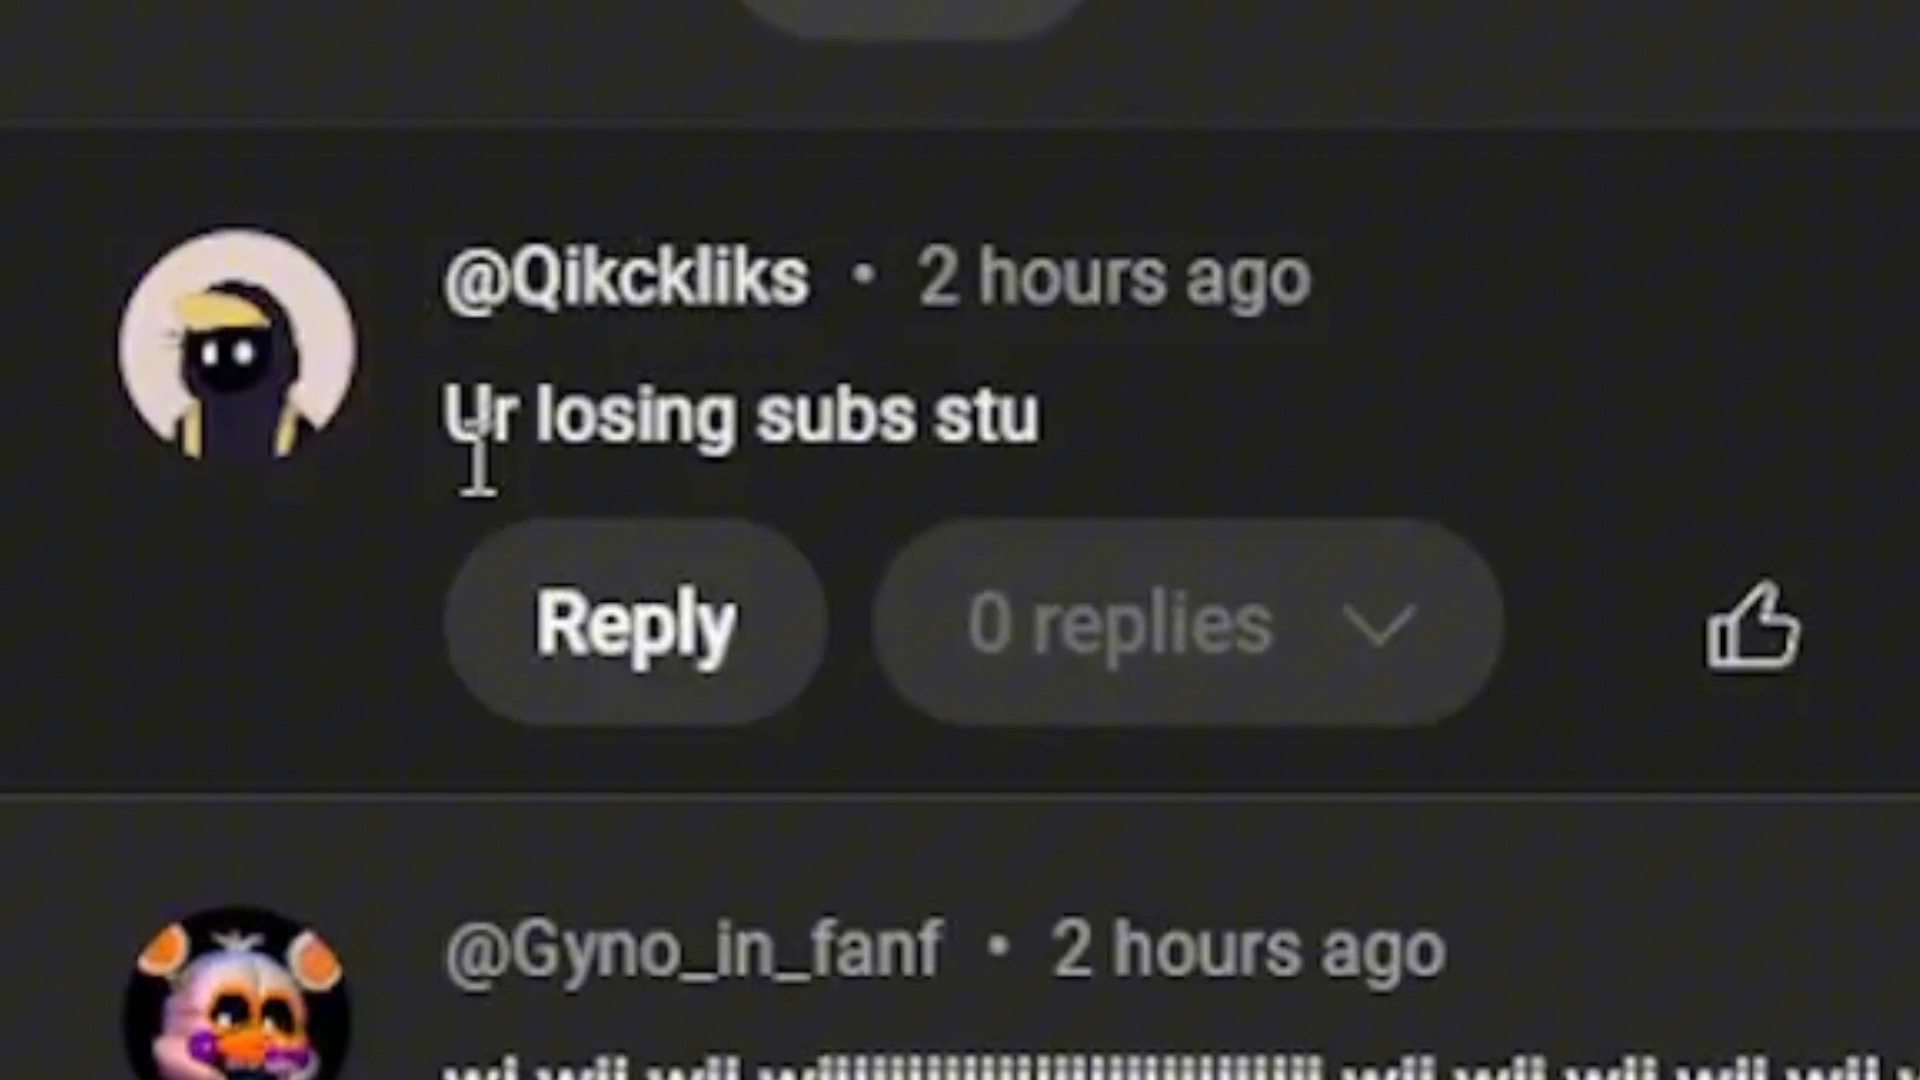 @Qikckliks • 2 hours ago
Ur losing subs stu
Reply 0 replies
@Gyno_in_fanf • 2 hours ago